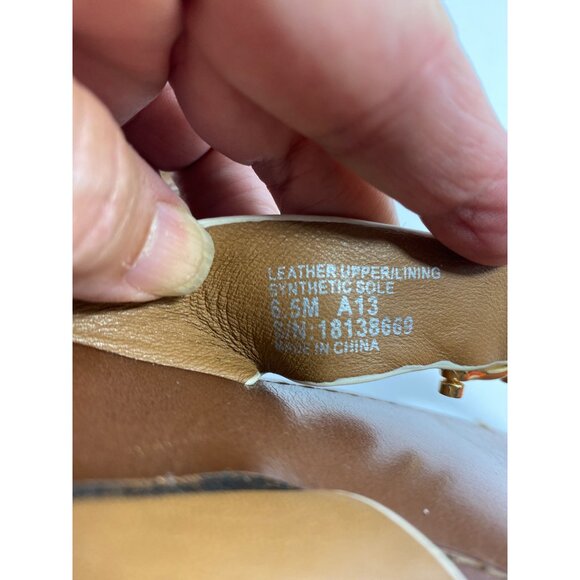 LEATHER UPPER/LINING
SYNTHETIC SOLE
6.5M A13
S/N: 18138669
MADE IN CHINA